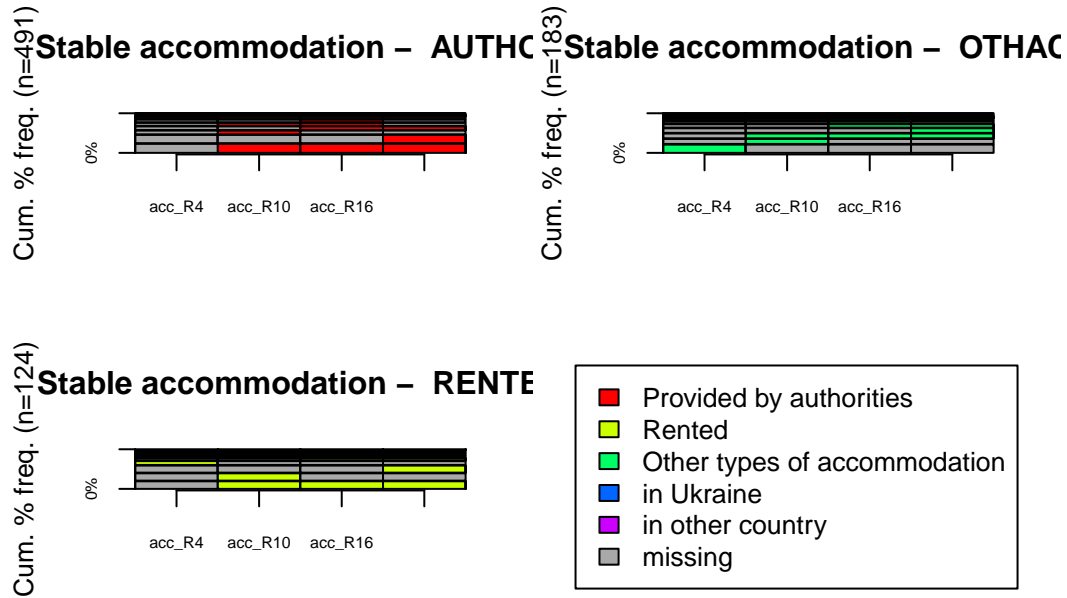 Stable accommodation –  AUTHO
Cum. % freq. (n=491)
0%
acc_R4 acc_R10 acc_R16
Stable accommodation –  OTHAC
Cum. % freq. (n=183)
0%
acc_R4 acc_R10 acc_R16
Stable accommodation –  RENTE
Cum. % freq. (n=124)
0%
acc_R4 acc_R10 acc_R16
Provided by authorities
Rented
Other types of accommodation
in Ukraine
in other country
missing